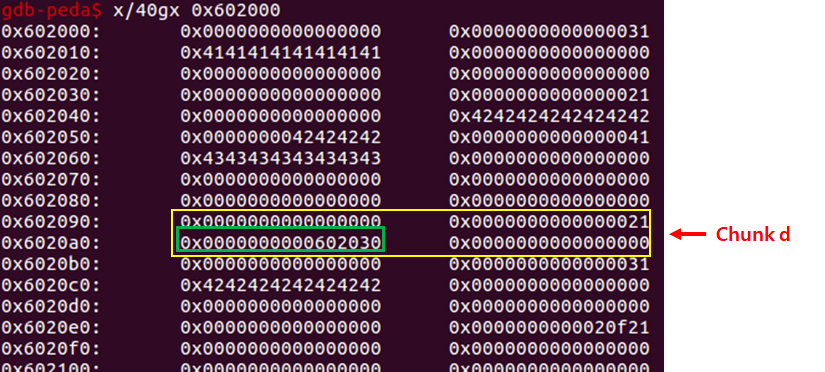 gdb-peda$ x/40gx 0x602000
0x602000: 0x0000000000000000 0x0000000000000031
0x602010: 0x4141414141414141 0x0000000000000000
0x602020: 0x0000000000000000 0x0000000000000000
0x602030: 0x0000000000000000 0x0000000000000021
0x602040: 0x0000000000000000 0x4242424242424242
0x602050: 0x0000000042424242 0x0000000000000041
0x602060: 0x4343434343434343 0x0000000000000000
0x602070: 0x0000000000000000 0x0000000000000000
0x602080: 0x0000000000000000 0x0000000000000000
0x602090: 0x0000000000000000 0x0000000000000021
0x6020a0: 0x0000000000602030 0x0000000000000000
Chunk d
0x6020b0: 0x0000000000000000 0x0000000000000031
0x6020c0: 0x4242424242424242 0x0000000000000000
0x6020d0: 0x0000000000000000 0x0000000000000000
0x6020e0: 0x0000000000000000 0x0000000000020f21
0x6020f0: 0x0000000000000000 0x0000000000000000
0x602100: 0x0000000000000000 0x0000000000000000